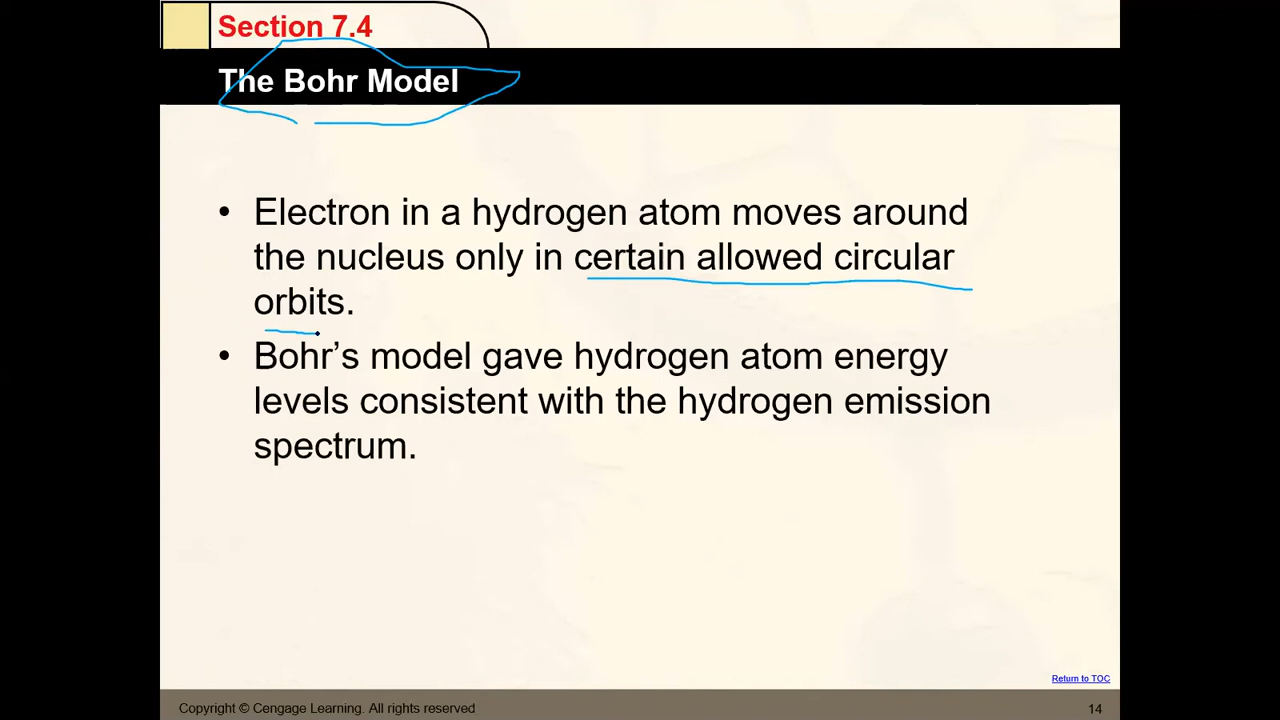 Section 7.4
The Bohr Model
• Electron in a hydrogen atom moves around
the nucleus only in certain allowed circular
orbits.
• Bohr’s model gave hydrogen atom energy
levels consistent with the hydrogen emission
spectrum.
Return to TOC
Copyright © Cengage Learning. All rights reserved 14